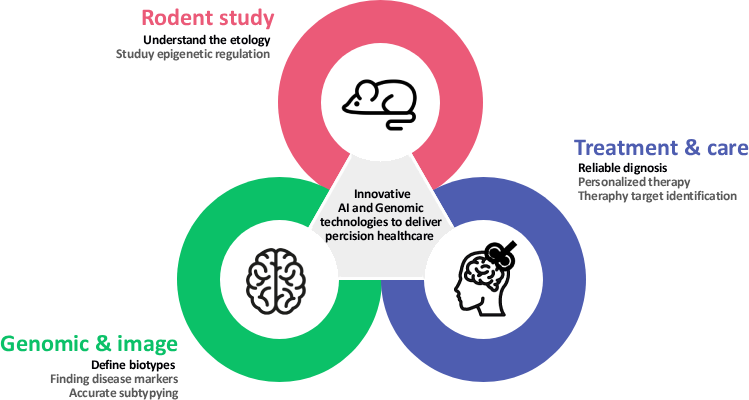 Rodent study
Understand the etology
Studuy epigenetic regulation
Treatment & care
Reliable dignosis
Personalized therapy
Theraphy target identification
Innovative
AI and Genomic
technologies to deliver
percision healthcare
Genomic & image
Define biotypes
Finding disease markers
Accurate subtypying